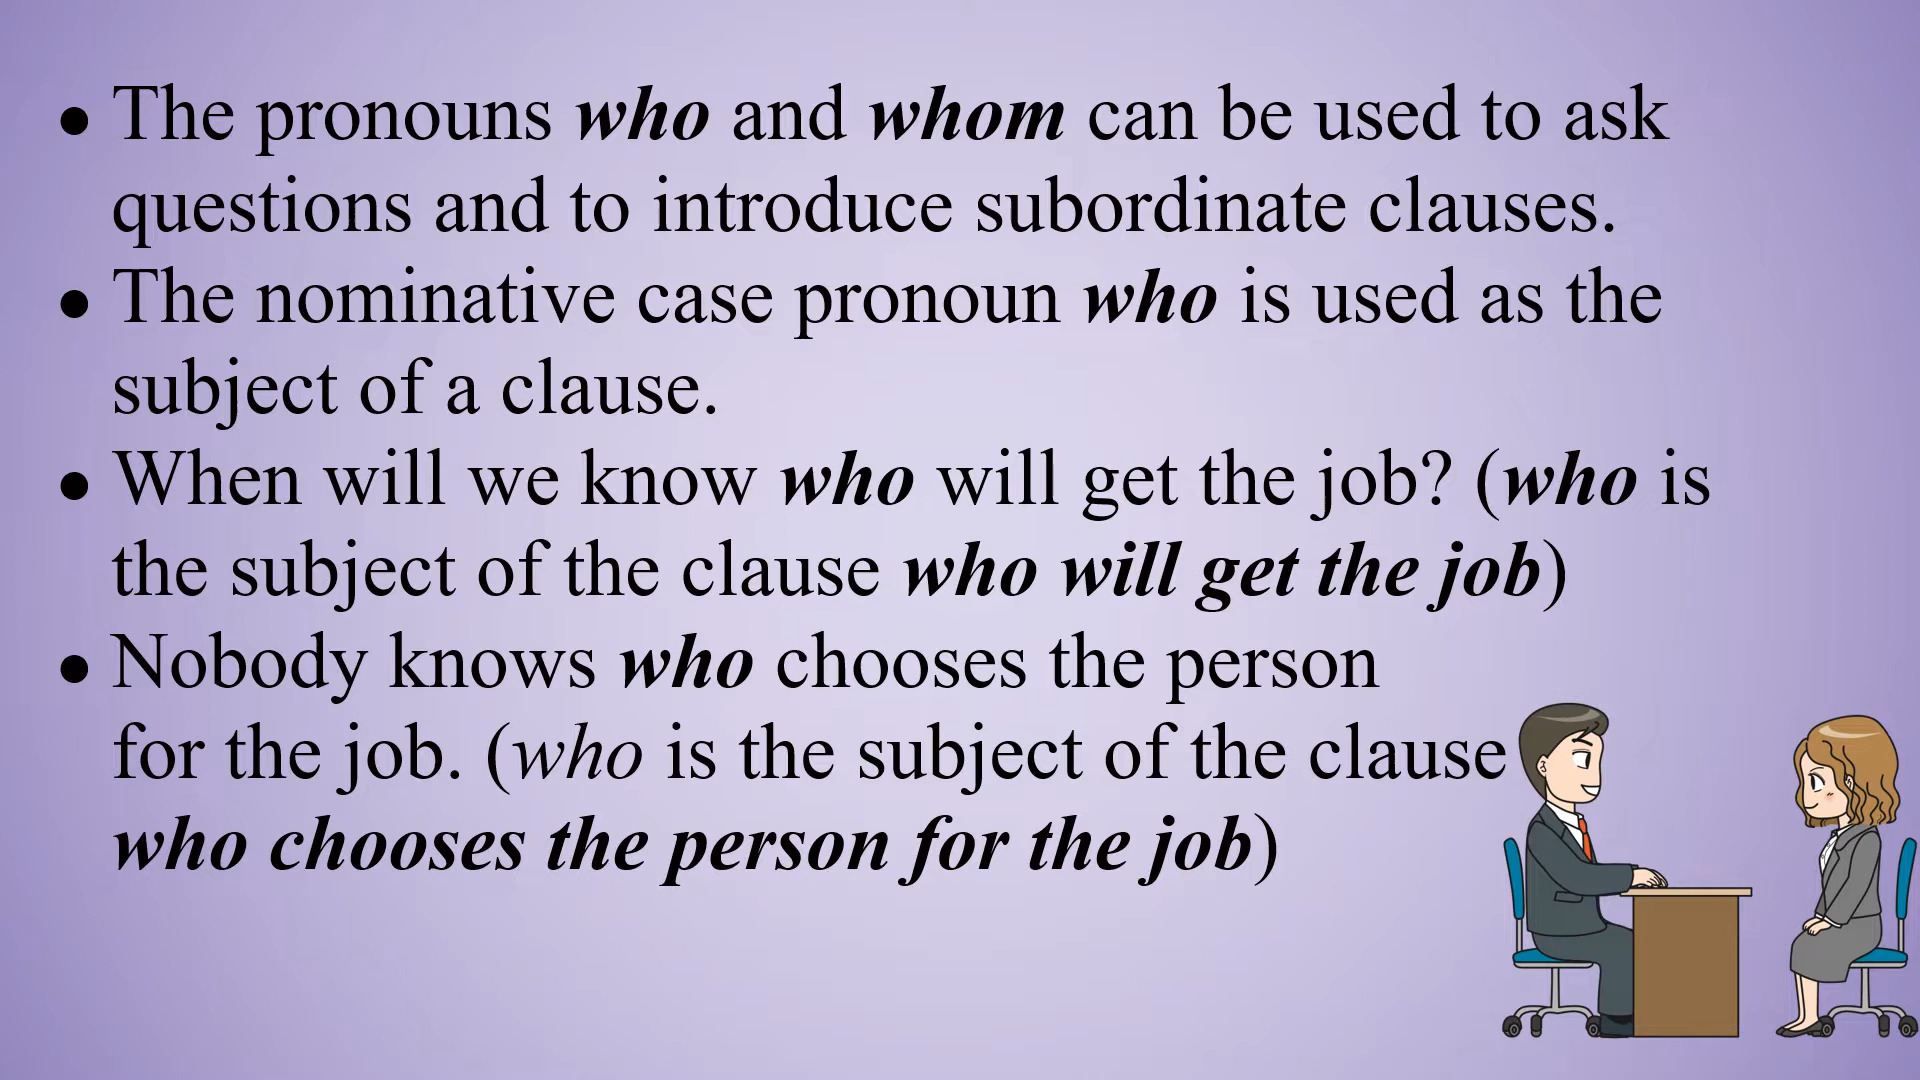 • The pronouns who and whom can be used to ask
questions and to introduce subordinate clauses.
• The nominative case pronoun who is used as the
subject of a clause.
• When will we know who will get the job? (who is
the subject of the clause who will get the job)
• Nobody knows who chooses the person
for the job. (who is the subject of the clause
who chooses the person for the job)